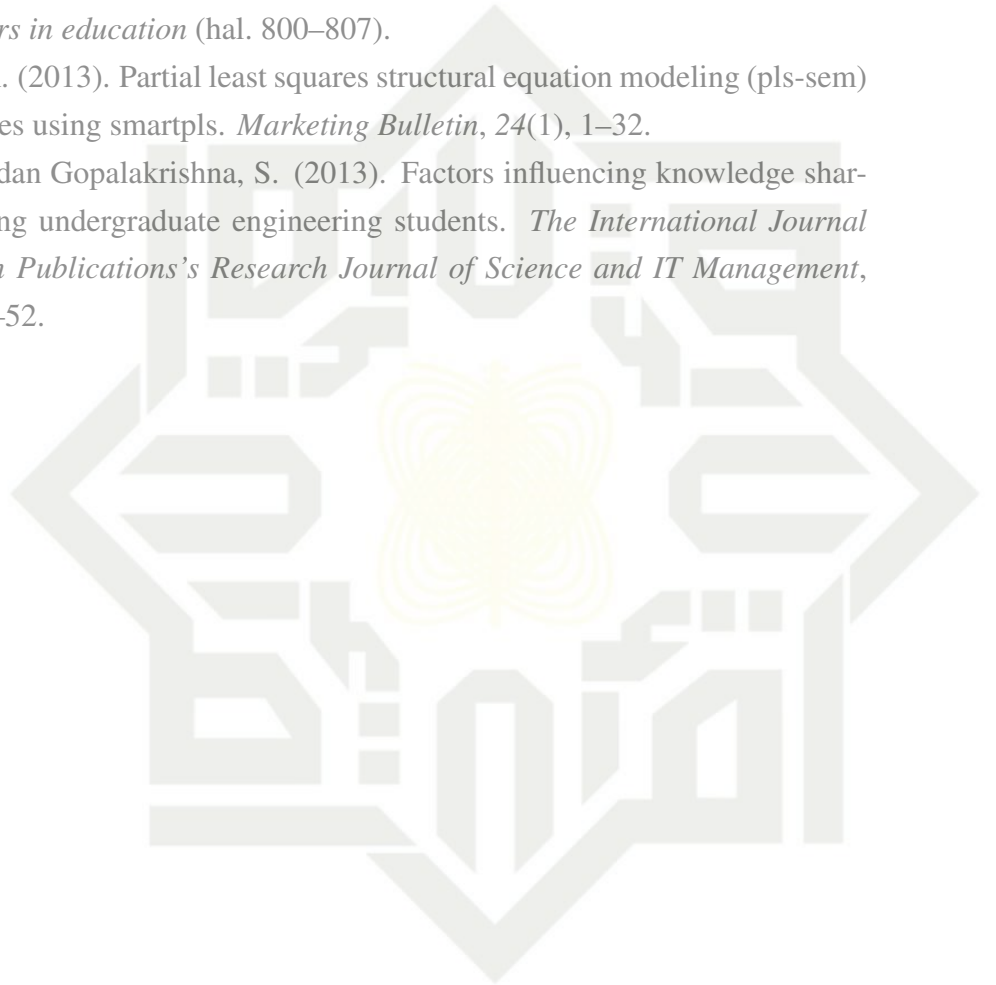 rs in education (hal. 800–807).
. (2013). Partial least squares structural equation modeling (pls-sem)
es using smartpls. Marketing Bulletin, 24(1), 1–32.
dan Gopalakrishna, S. (2013). Factors influencing knowledge shar-
ng undergraduate engineering students. The International Journal
Publications's Research Journal of Science and IT Management,
–52.